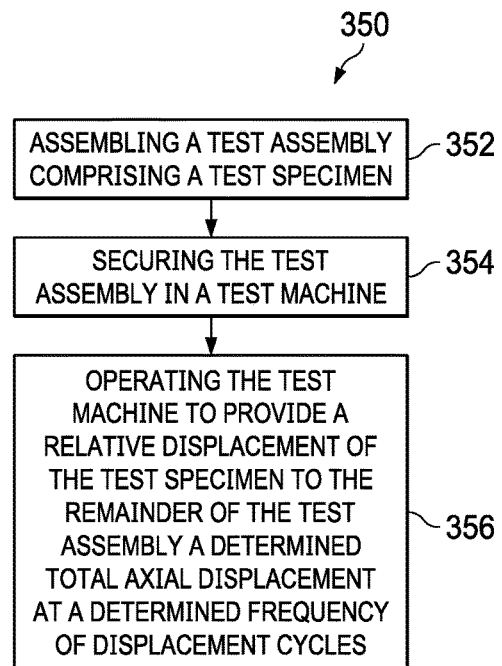 350
ASSEMBLING A TEST ASSEMBLY
COMPRISING A TEST SPECIMEN
352
SECURING THE TEST
ASSEMBLY IN A TEST MACHINE
354
OPERATING THE TEST
MACHINE TO PROVIDE A
RELATIVE DISPLACEMENT OF
THE TEST SPECIMEN TO THE
REMAINDER OF THE TEST
ASSEMBLY A DETERMINED
TOTAL AXIAL DISPLACEMENT
AT A DETERMINED FREQUENCY
OF DISPLACEMENT CYCLES
356